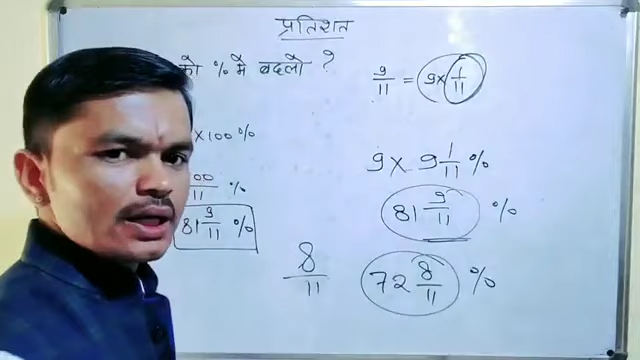 प्रतिशत
को % मे बदलो ?
× 100 %
00/11 %
81 9/11 %
9/11 = 9 × 1/11
9 × 9 1/11 %
81 9/11 %
8/11
72 8/11 %